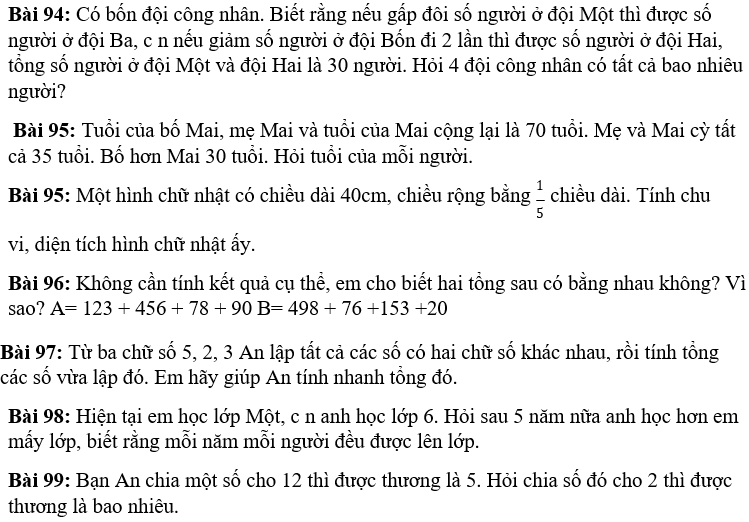 Bài 94: Có bốn đội công nhân. Biết rằng nếu gấp đôi số người ở đội Một thì được số
người ở đội Ba, c n nếu giảm số người ở đội Bốn đi 2 lần thì được số người ở đội Hai,
tổng số người ở đội Một và đội Hai là 30 người. Hỏi 4 đội công nhân có tất cả bao nhiêu
người?
Bài 95: Tuổi của bố Mai, mẹ Mai và tuổi của Mai cộng lại là 70 tuổi. Mẹ và Mai cỳ tất
cả 35 tuổi. Bố hơn Mai 30 tuổi. Hỏi tuổi của mỗi người.
Bài 95: Một hình chữ nhật có chiều dài 40cm, chiều rộng bằng 1/5 chiều dài. Tính chu
vi, diện tích hình chữ nhật ấy.
Bài 96: Không cần tính kết quả cụ thể, em cho biết hai tổng sau có bằng nhau không? Vì
sao? A= 123 + 456 + 78 + 90 B= 498 + 76 +153 +20
Bài 97: Từ ba chữ số 5, 2, 3 An lập tất cả các số có hai chữ số khác nhau, rồi tính tổng
các số vừa lập đó. Em hãy giúp An tính nhanh tổng đó.
Bài 98: Hiện tại em học lớp Một, c n anh học lớp 6. Hỏi sau 5 năm nữa anh học hơn em
mấy lớp, biết rằng mỗi năm mỗi người đều được lên lớp.
Bài 99: Bạn An chia một số cho 12 thì được thương là 5. Hỏi chia số đó cho 2 thì được
thương là bao nhiêu.